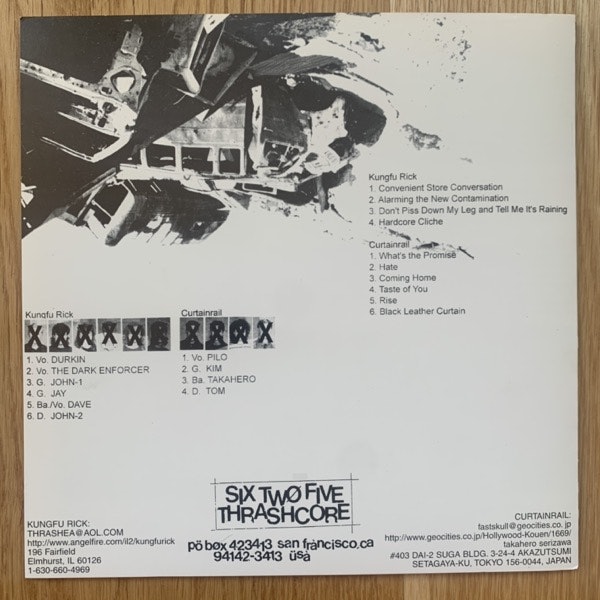 Kungfu Rick
1. Convenient Store Conversation
2. Alarming the New Contamination
3. Don't Piss Down My Leg and Tell Me It's Raining
4. Hardcore Cliche
Curtainrail
1. What's the Promise
2. Hate
3. Coming Home
4. Taste of You
5. Rise
6. Black Leather Curtain
Kungfu Rick
1. Vo. DURKIN
2. Vo. THE DARK ENFORCER
3. G. JOHN-1
4. G. JAY
5. Ba./Vo. DAVE
6. D. JOHN-2
Curtainrail
1. Vo. PILO
2. G. KIM
3. Ba. TAKAHERO
4. D. TOM
SIX TWØ FIVE
THRASHCORE
pö bøx 423413 san fráncisco,ca
94142-3413 üså
KUNGFU RICK:
THRASHEA@AOL.COM
http://www.angelfire.com/il2/kungfurick
196 Fairfield
Elmhurst, IL 60126
1-630-660-4969
CURTAINRAIL:
fastskull@geocities.co.jp
http://www.geocities.co.jp/Hollywood-Kouen/1669/
takahero serizawa
#403 DAI-2 SUGA BLDG. 3-24-4 AKAZUTSUMI
SETAGAYA-KU, TOKYO 156-0044, JAPAN